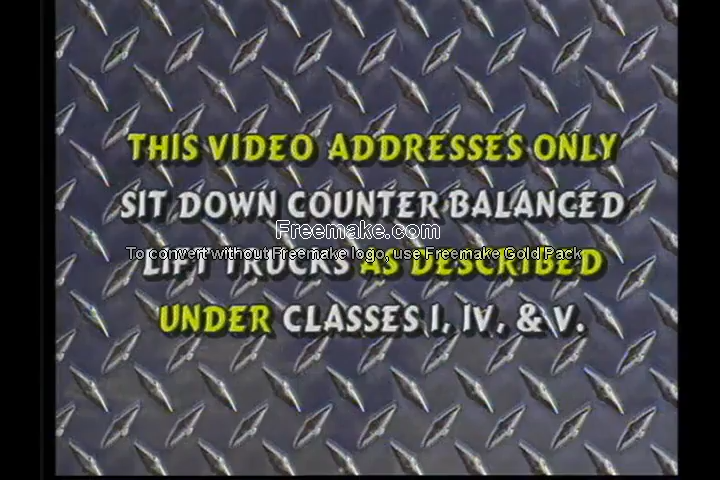 THIS VIDEO ADDRESSES ONLY
SIT DOWN COUNTER BALANCED
Freemake.com
To convert without Freemake logo, use Freemake Gold Pack
LIFT TRUCKS AS DESCRIBED
UNDER CLASSES I, IV, & V.